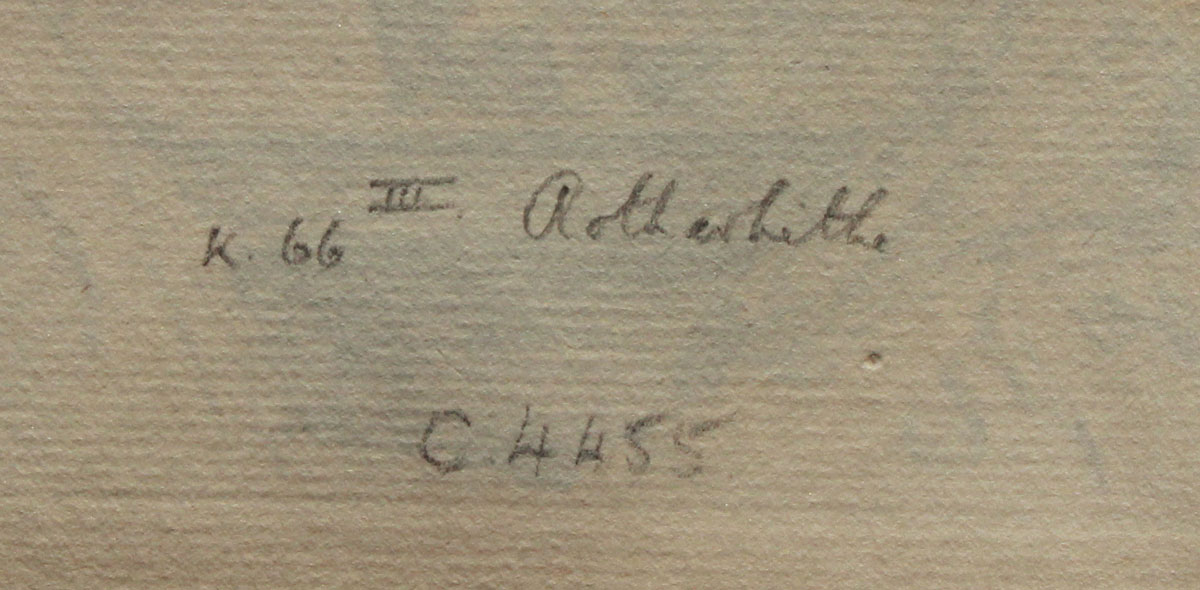 K. 66 III. Rotherhithe
C.4455